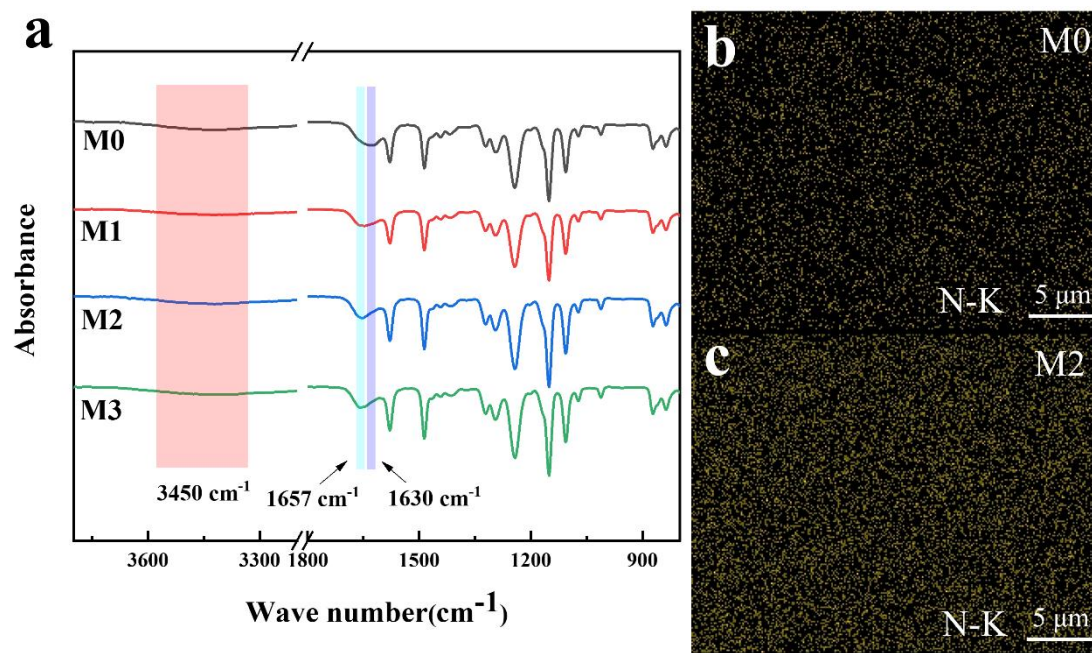 a
Absorbance
M0
M1
M2
M3
3450 cm⁻¹
1657 cm⁻¹
1630 cm⁻¹
3600
3300
1800
1500
1200
900
Wave number(cm⁻¹)
b
M0
N-K
5 μm
c
M2
N-K
5 μm